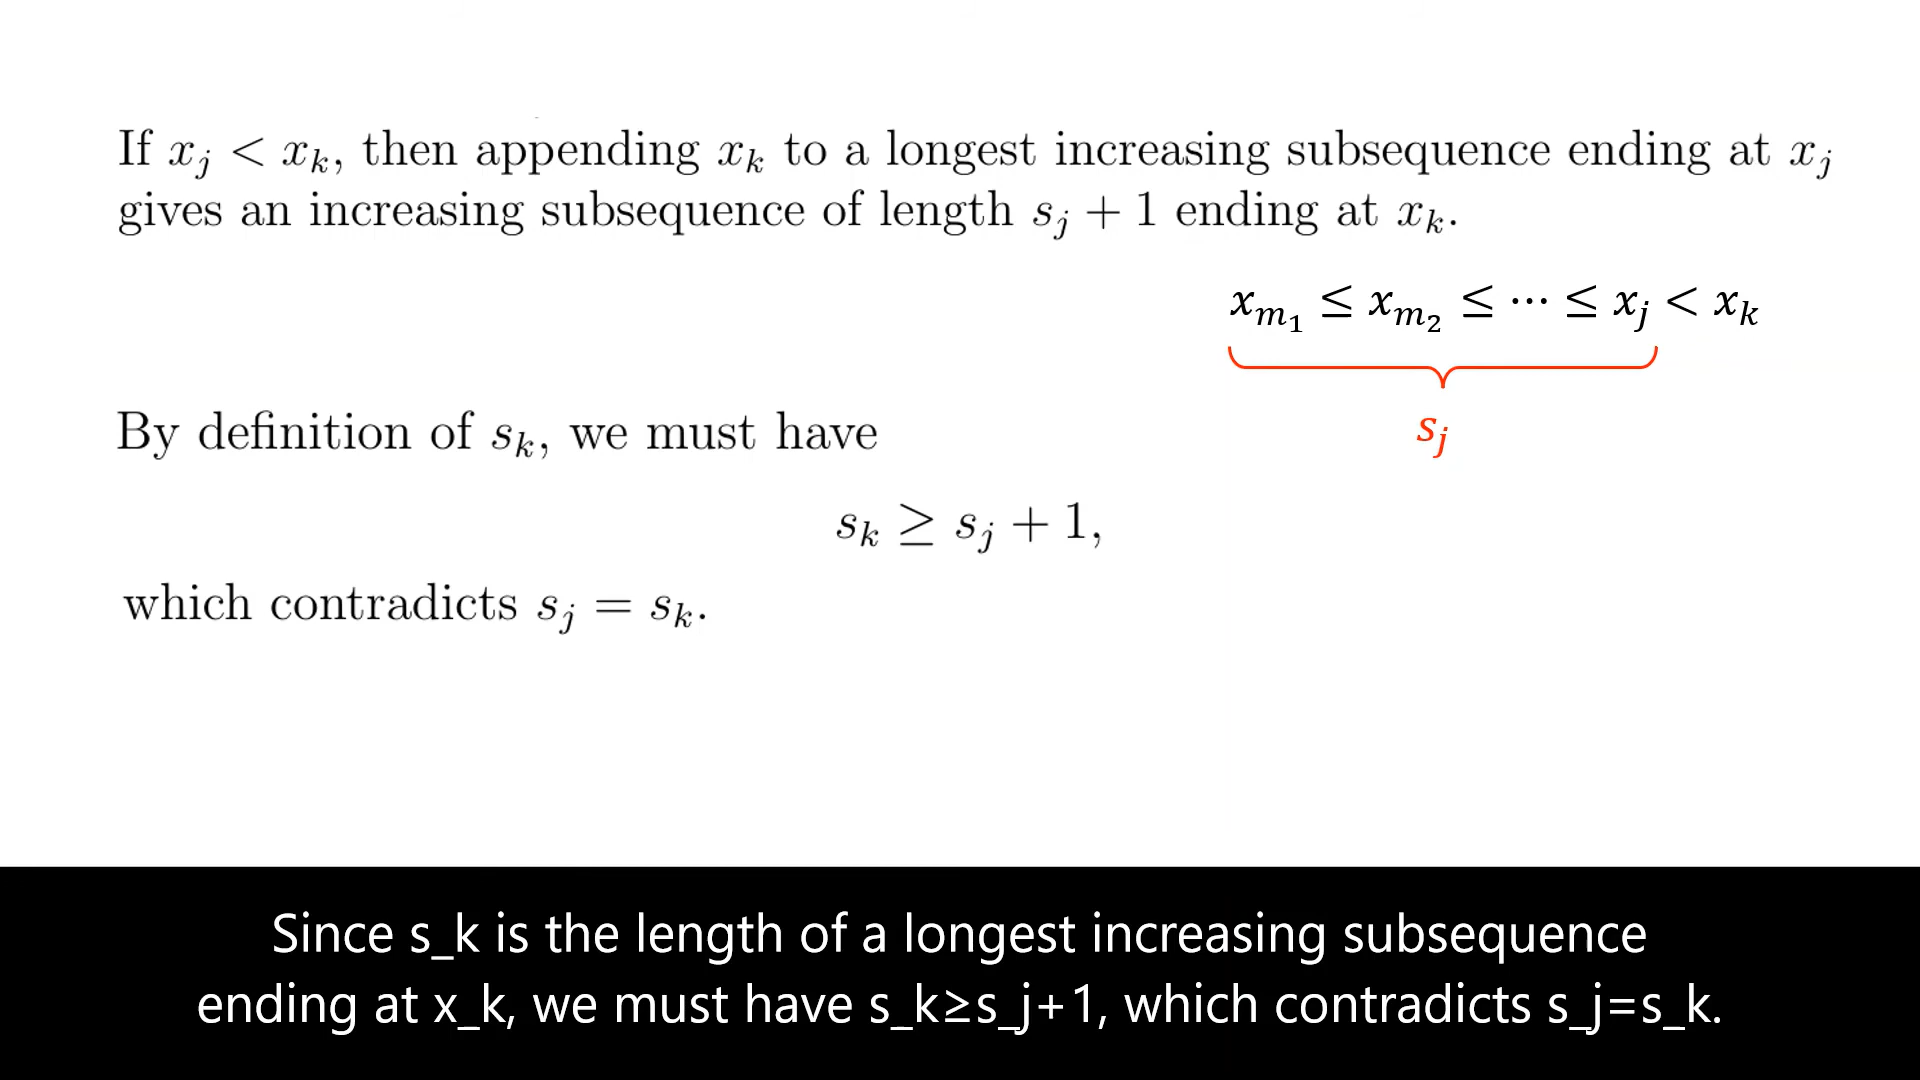 If x_j < x_k, then appending x_k to a longest increasing subsequence ending at x_j
gives an increasing subsequence of length s_j + 1 ending at x_k.
x_{m_1} ≤ x_{m_2} ≤ ⋯ ≤ x_j < x_k
s_j
By definition of s_k, we must have
s_k ≥ s_j + 1,
which contradicts s_j = s_k.
Since s_k is the length of a longest increasing subsequence
ending at x_k, we must have s_k≥s_j+1, which contradicts s_j=s_k.